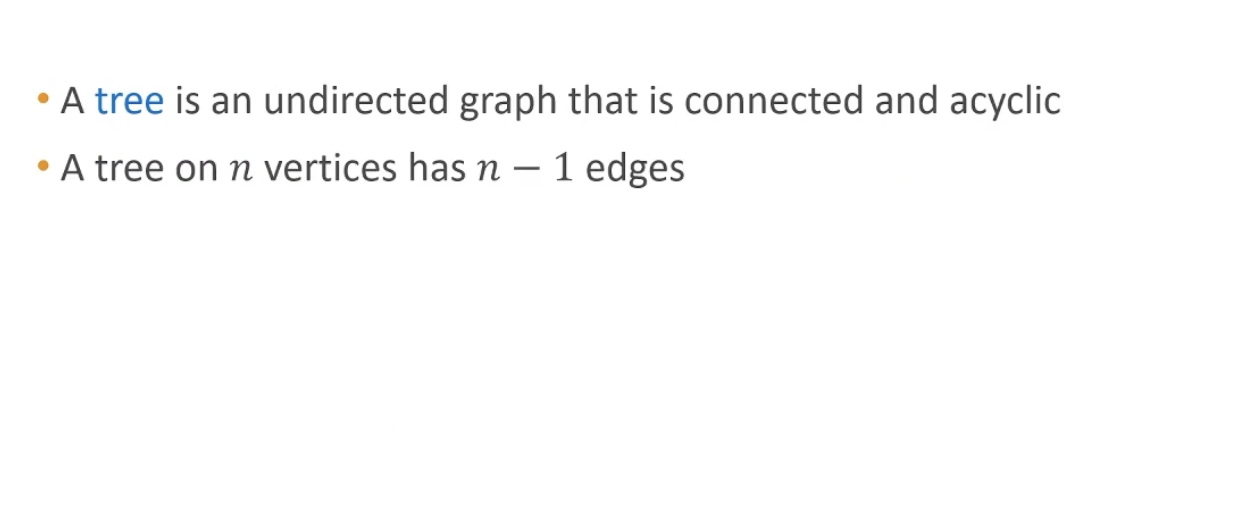 • A tree is an undirected graph that is connected and acyclic
• A tree on n vertices has n − 1 edges